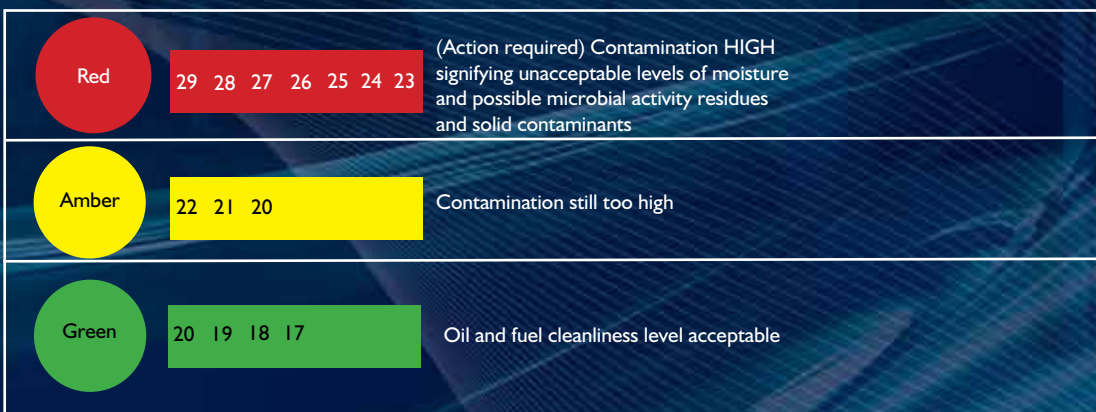 Red
29 28 27 26 25 24 23
(Action required) Contamination HIGH
signifying unacceptable levels of moisture
and possible microbial activity residues
and solid contaminants
Amber
22 21 20
Contamination still too high
Green
20 19 18 17
Oil and fuel cleanliness level acceptable